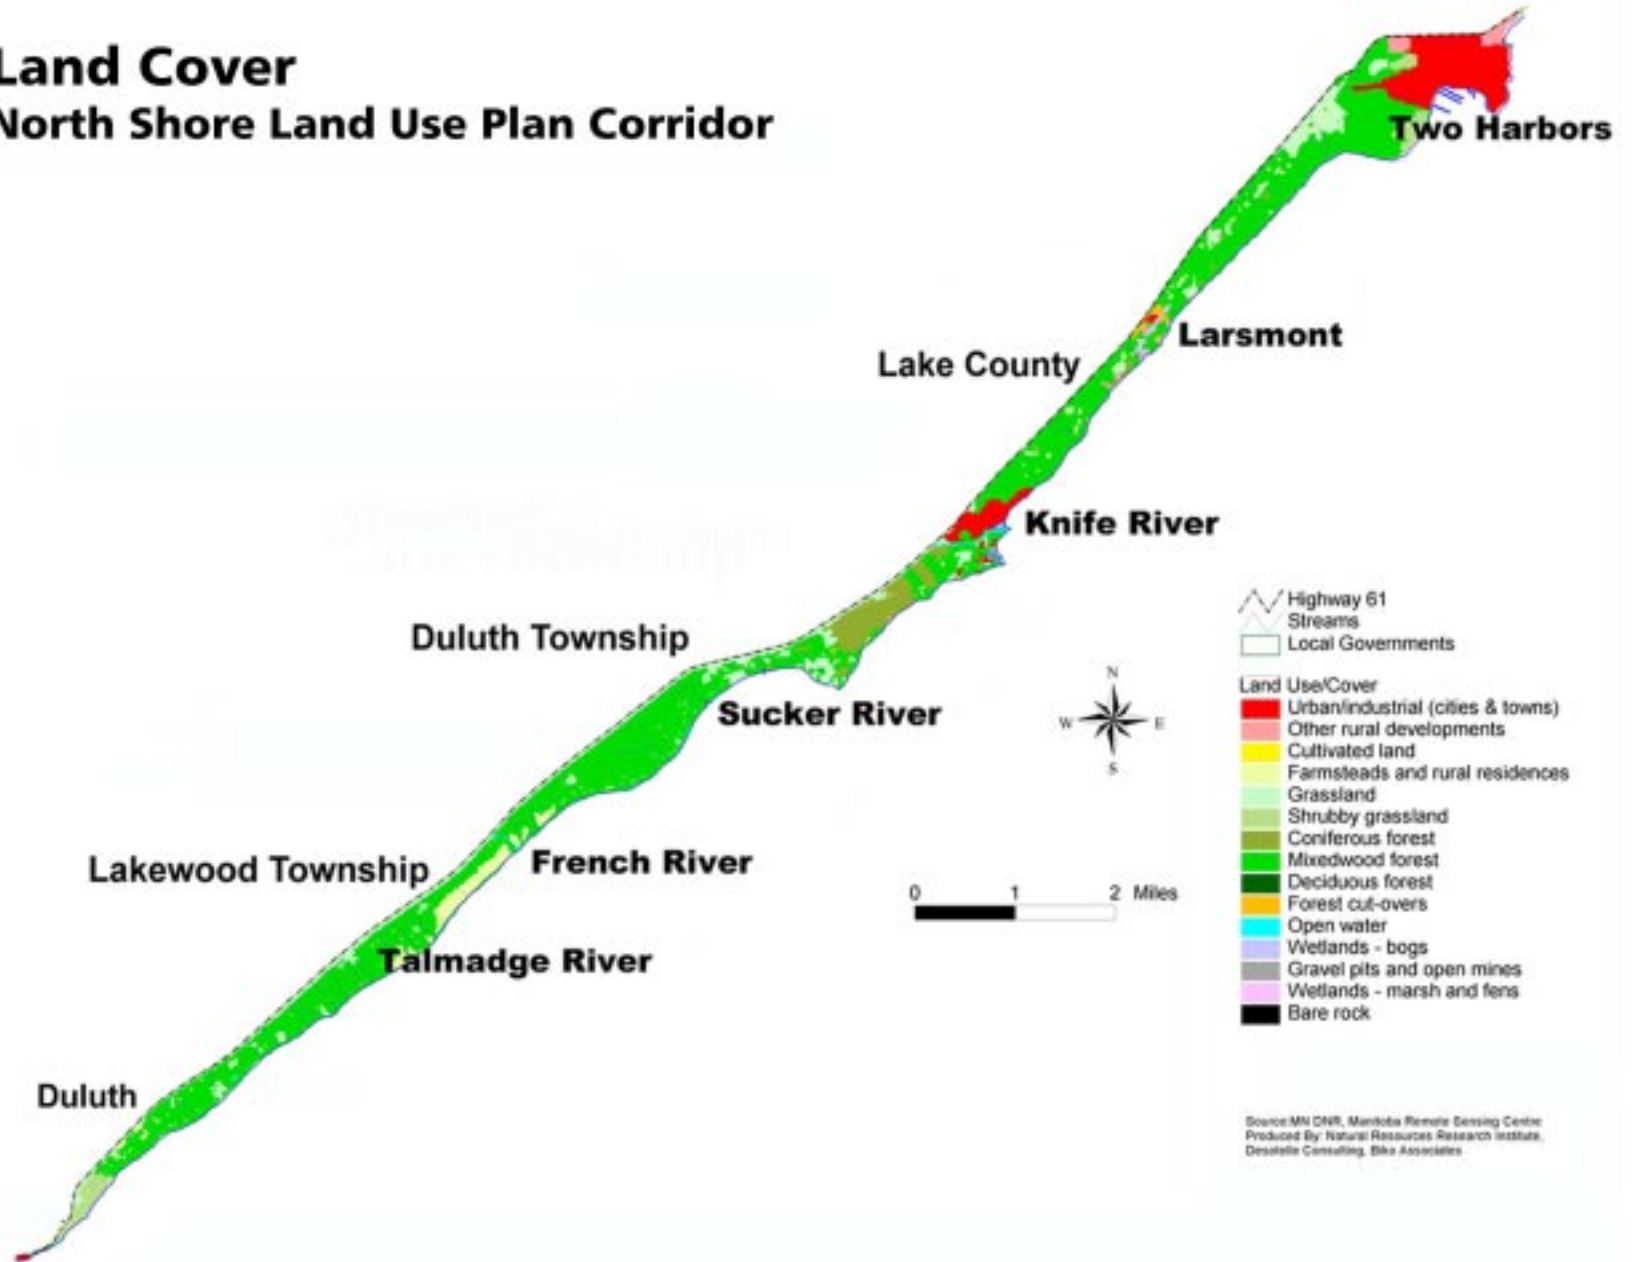 Land Cover
North Shore Land Use Plan Corridor
Two Harbors
Larsmont
Lake County
Knife River
Duluth Township
Sucker River
Lakewood Township
French River
Talmadge River
Duluth
Highway 61
Streams
Local Governments
N
W
E
S
Land Use/Cover
Urban/industrial (cities & towns)
Other rural developments
Cultivated land
Farmsteads and rural residences
Grassland
Shrubby grassland
Coniferous forest
Mixedwood forest
Deciduous forest
Forest cut-overs
Open water
Wetlands - bogs
Gravel pits and open mines
Wetlands - marsh and fens
Bare rock
0 1 2 Miles
Source:MN DNR, Manitoba Remote Sensing Centre
Produced By: Natural Resources Research Institute,
Desotelle Consulting, Biko Associates